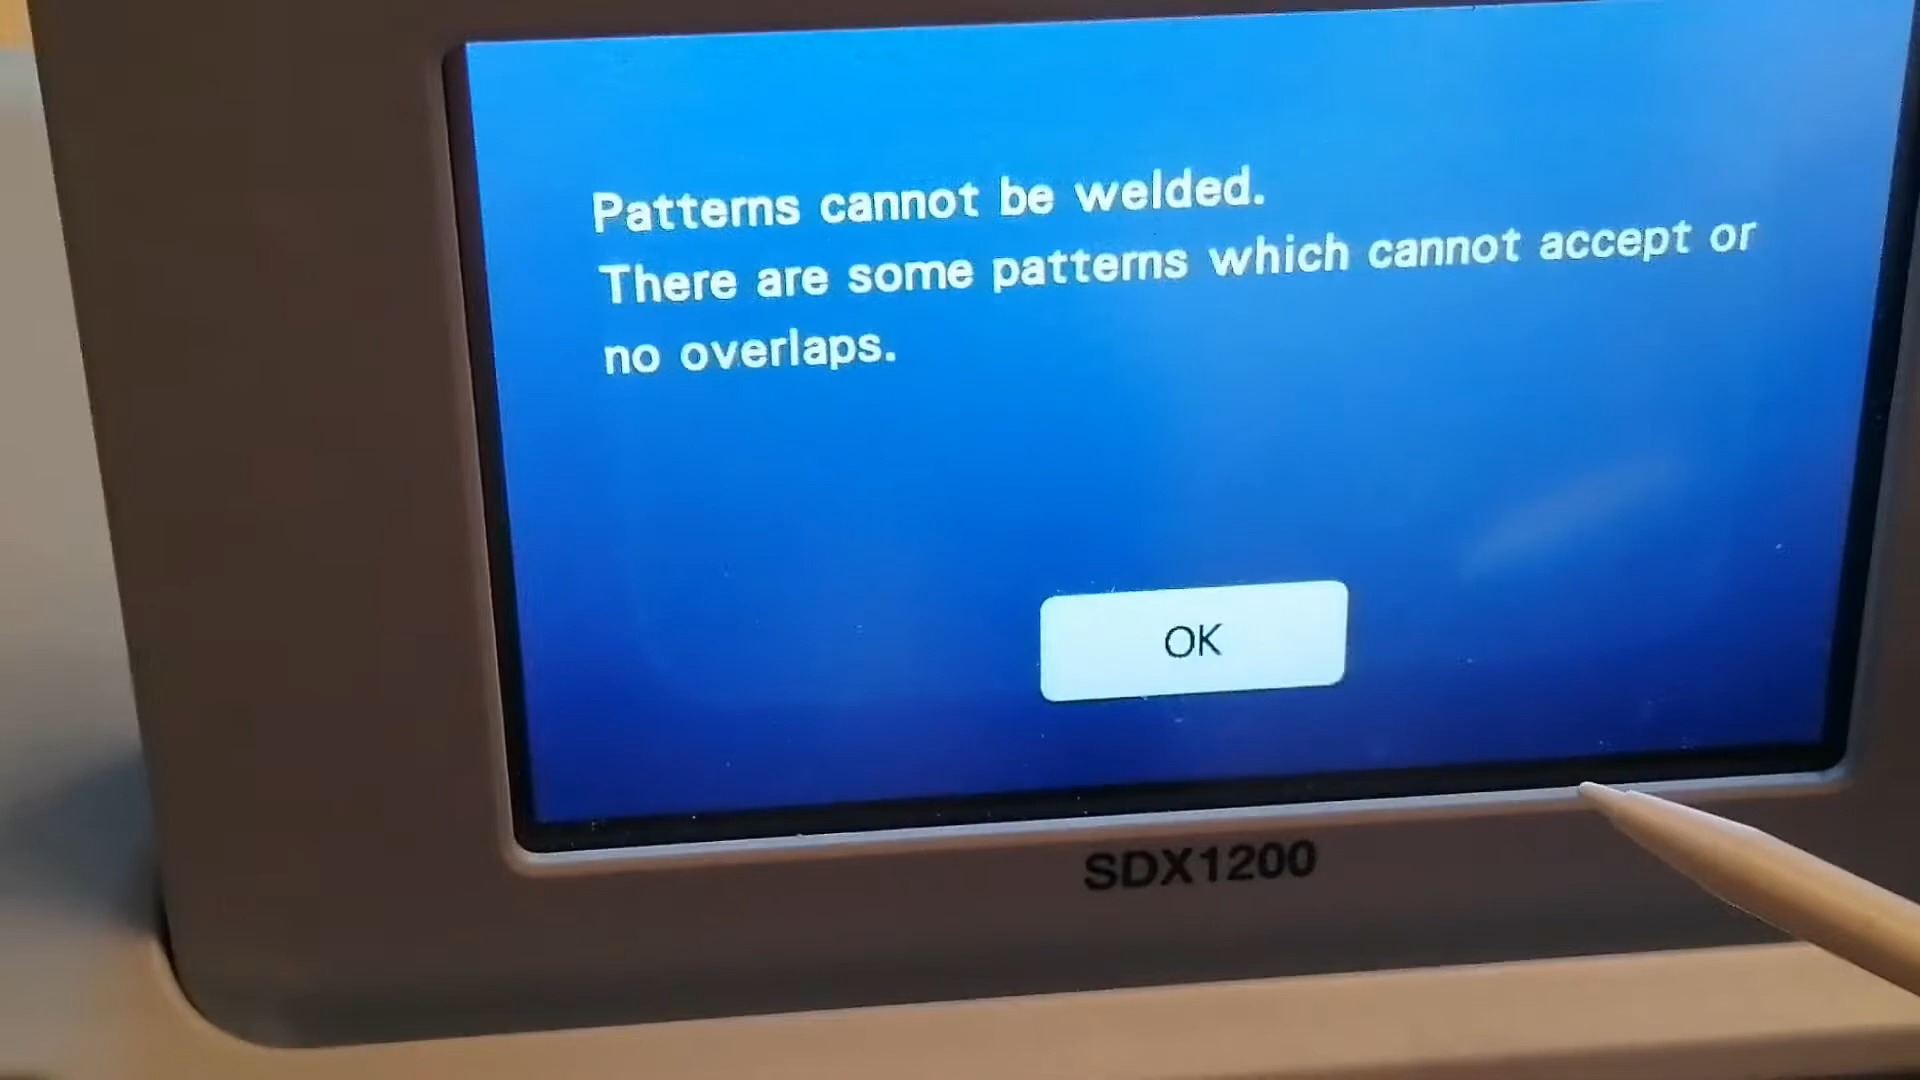 Patterns cannot be welded.
There are some patterns which cannot accept or
no overlaps.
OK
SDX1200